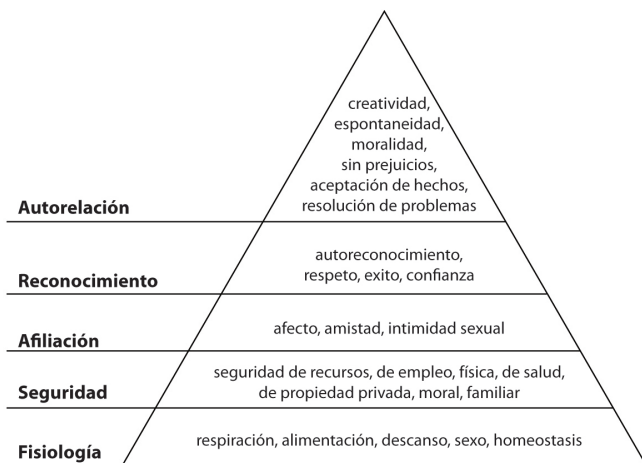 creatividad,
espontaneidad,
moralidad,
sin prejuicios,
aceptación de hechos,
resolución de problemas
Autorelación
autoreconocimiento,
respeto, exito, confianza
Reconocimiento
afecto, amistad, intimidad sexual
Afiliación
seguridad de recursos, de empleo, física, de salud,
de propiedad privada, moral, familiar
Seguridad
respiración, alimentación, descanso, sexo, homeostasis
Fisiología